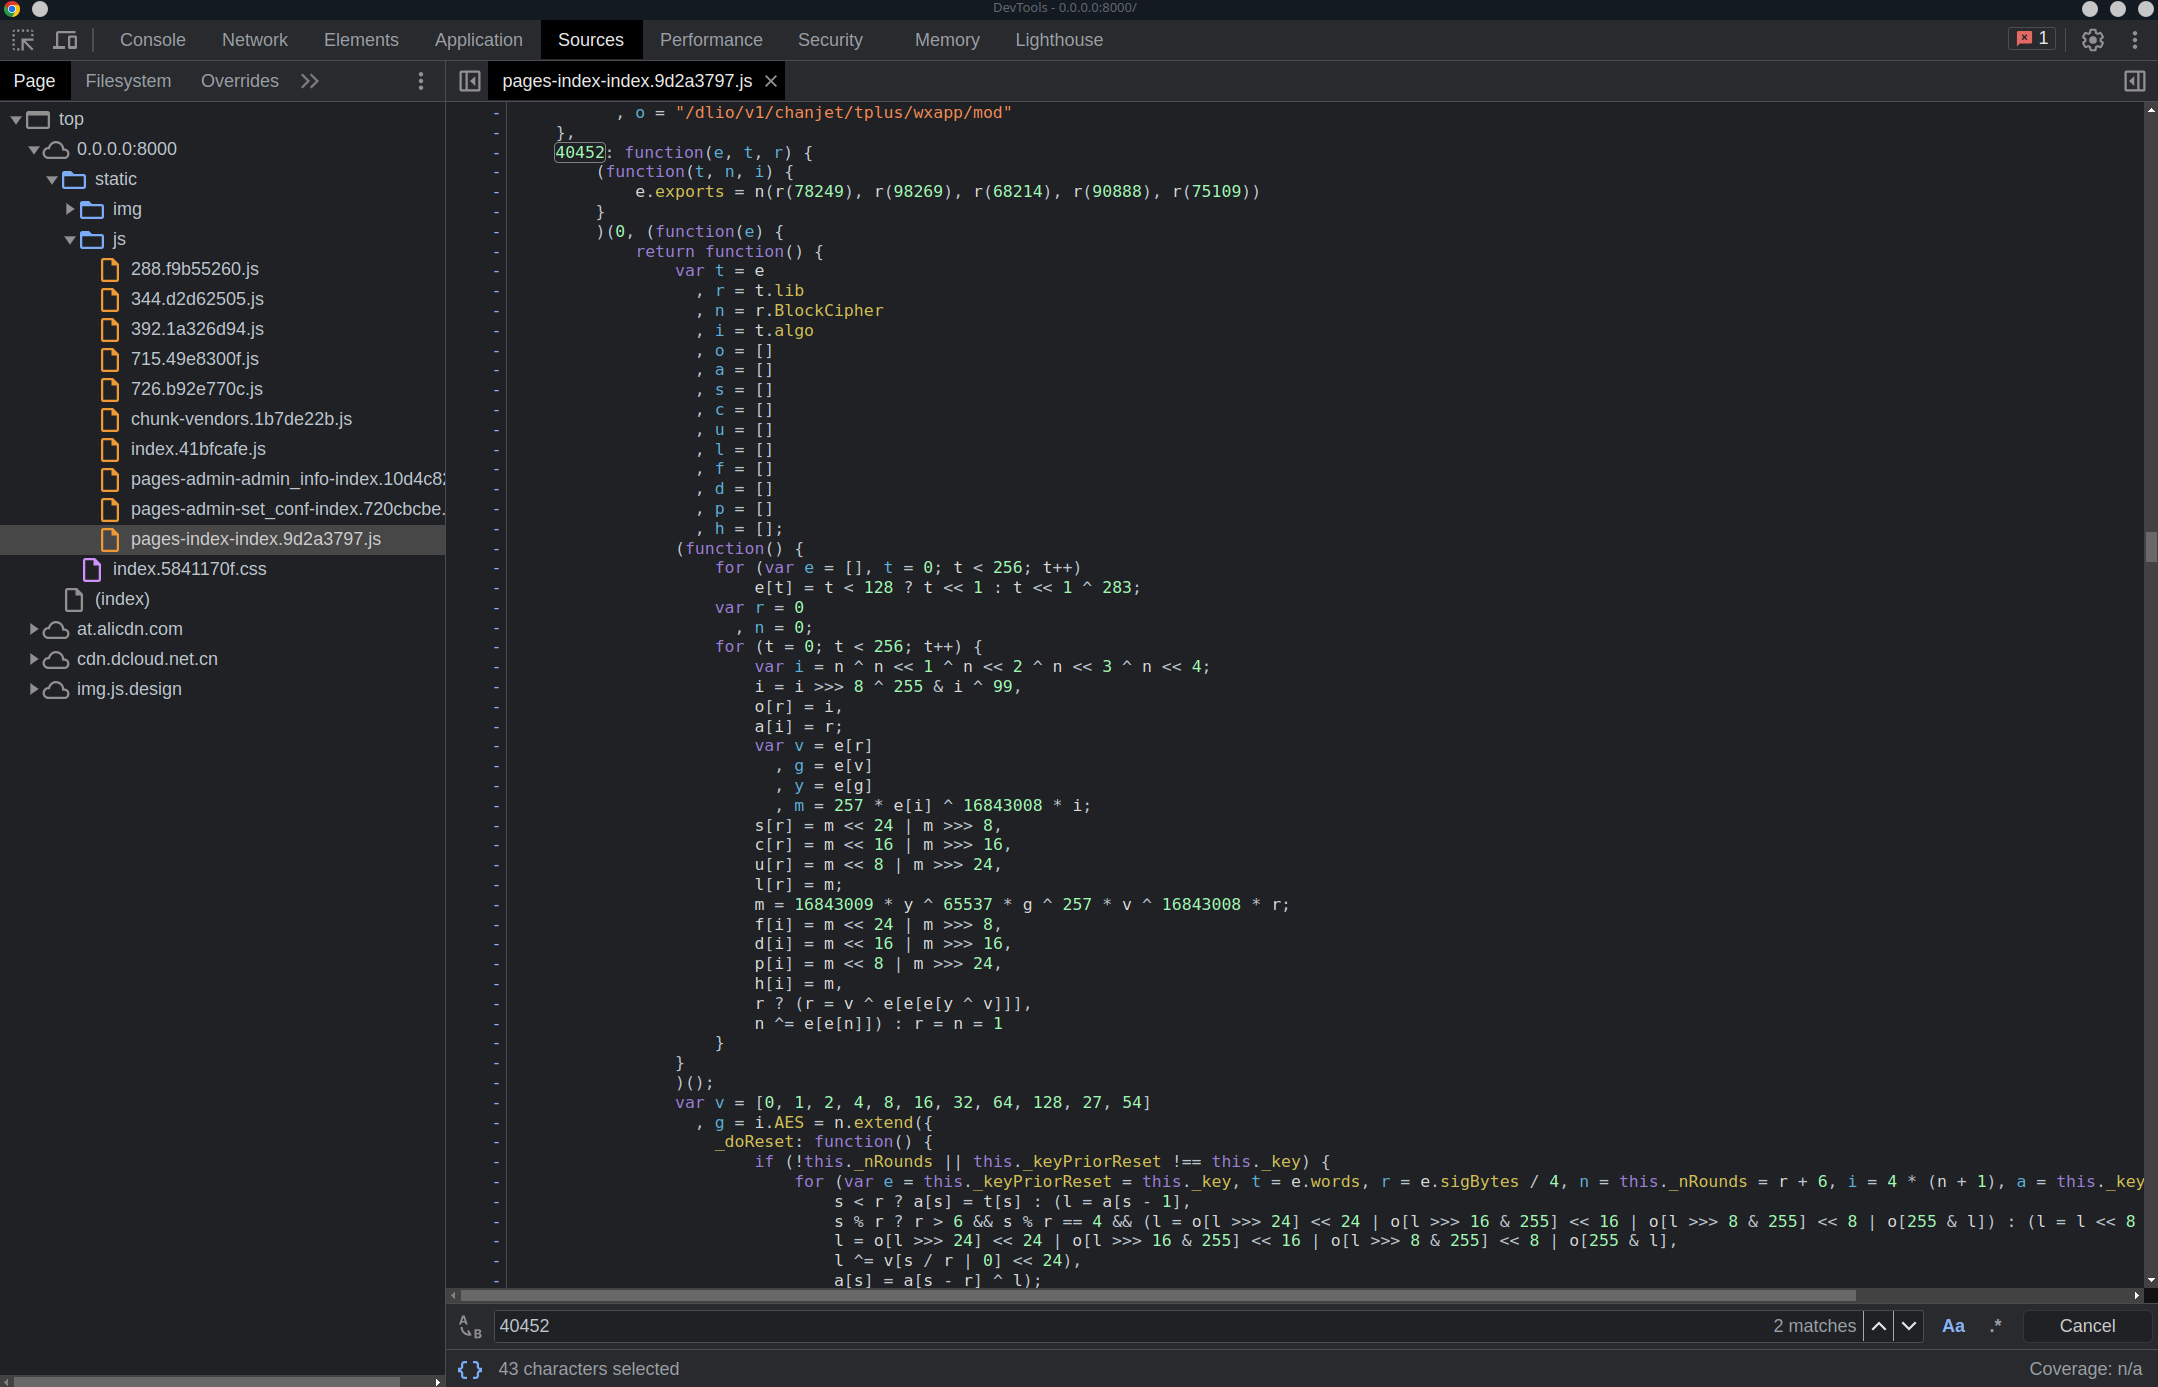 DevTools - 0.0.0.0:8000/
Console Network Elements Application Sources Performance Security Memory Lighthouse 1
Page Filesystem Overrides
pages-index-index.9d2a3797.js
top
0.0.0.0:8000
static
img
js
288.f9b55260.js
344.d2d62505.js
392.1a326d94.js
715.49e8300f.js
726.b92e770c.js
chunk-vendors.1b7de22b.js
index.41bfcafe.js
pages-admin-admin_info-index.10d4c82
pages-admin-set_conf-index.720cbcbe.
pages-index-index.9d2a3797.js
index.5841170f.css
(index)
at.alicdn.com
cdn.dcloud.net.cn
img.js.design
- , o = "/dlio/v1/chanjet/tplus/wxapp/mod"
- },
- 40452: function(e, t, r) {
- (function(t, n, i) {
- e.exports = n(r(78249), r(98269), r(68214), r(90888), r(75109))
- }
- )(0, (function(e) {
- return function() {
- var t = e
- , r = t.lib
- , n = r.BlockCipher
- , i = t.algo
- , o = []
- , a = []
- , s = []
- , c = []
- , u = []
- , l = []
- , f = []
- , d = []
- , p = []
- , h = [];
- (function() {
- for (var e = [], t = 0; t < 256; t++)
- e[t] = t < 128 ? t << 1 : t << 1 ^ 283;
- var r = 0
- , n = 0;
- for (t = 0; t < 256; t++) {
- var i = n ^ n << 1 ^ n << 2 ^ n << 3 ^ n << 4;
- i = i >>> 8 ^ 255 & i ^ 99,
- o[r] = i,
- a[i] = r;
- var v = e[r]
- , g = e[v]
- , y = e[g]
- , m = 257 * e[i] ^ 16843008 * i;
- s[r] = m << 24 | m >>> 8,
- c[r] = m << 16 | m >>> 16,
- u[r] = m << 8 | m >>> 24,
- l[r] = m;
- m = 16843009 * y ^ 65537 * g ^ 257 * v ^ 16843008 * r;
- f[i] = m << 24 | m >>> 8,
- d[i] = m << 16 | m >>> 16,
- p[i] = m << 8 | m >>> 24,
- h[i] = m,
- r ? (r = v ^ e[e[e[y ^ v]]],
- n ^= e[e[n]]) : r = n = 1
- }
- }
- )();
- var v = [0, 1, 2, 4, 8, 16, 32, 64, 128, 27, 54]
- , g = i.AES = n.extend({
- _doReset: function() {
- if (!this._nRounds || this._keyPriorReset !== this._key) {
- for (var e = this._keyPriorReset = this._key, t = e.words, r = e.sigBytes / 4, n = this._nRounds = r + 6, i = 4 * (n + 1), a = this._key
- s < r ? a[s] = t[s] : (l = a[s - 1],
- s % r ? r > 6 && s % r == 4 && (l = o[l >>> 24] << 24 | o[l >>> 16 & 255] << 16 | o[l >>> 8 & 255] << 8 | o[255 & l]) : (l = l << 8
- l = o[l >>> 24] << 24 | o[l >>> 16 & 255] << 16 | o[l >>> 8 & 255] << 8 | o[255 & l],
- l ^= v[s / r | 0] << 24),
- a[s] = a[s - r] ^ l);
A B 40452 2 matches Aa .* Cancel
{} 43 characters selected Coverage: n/a